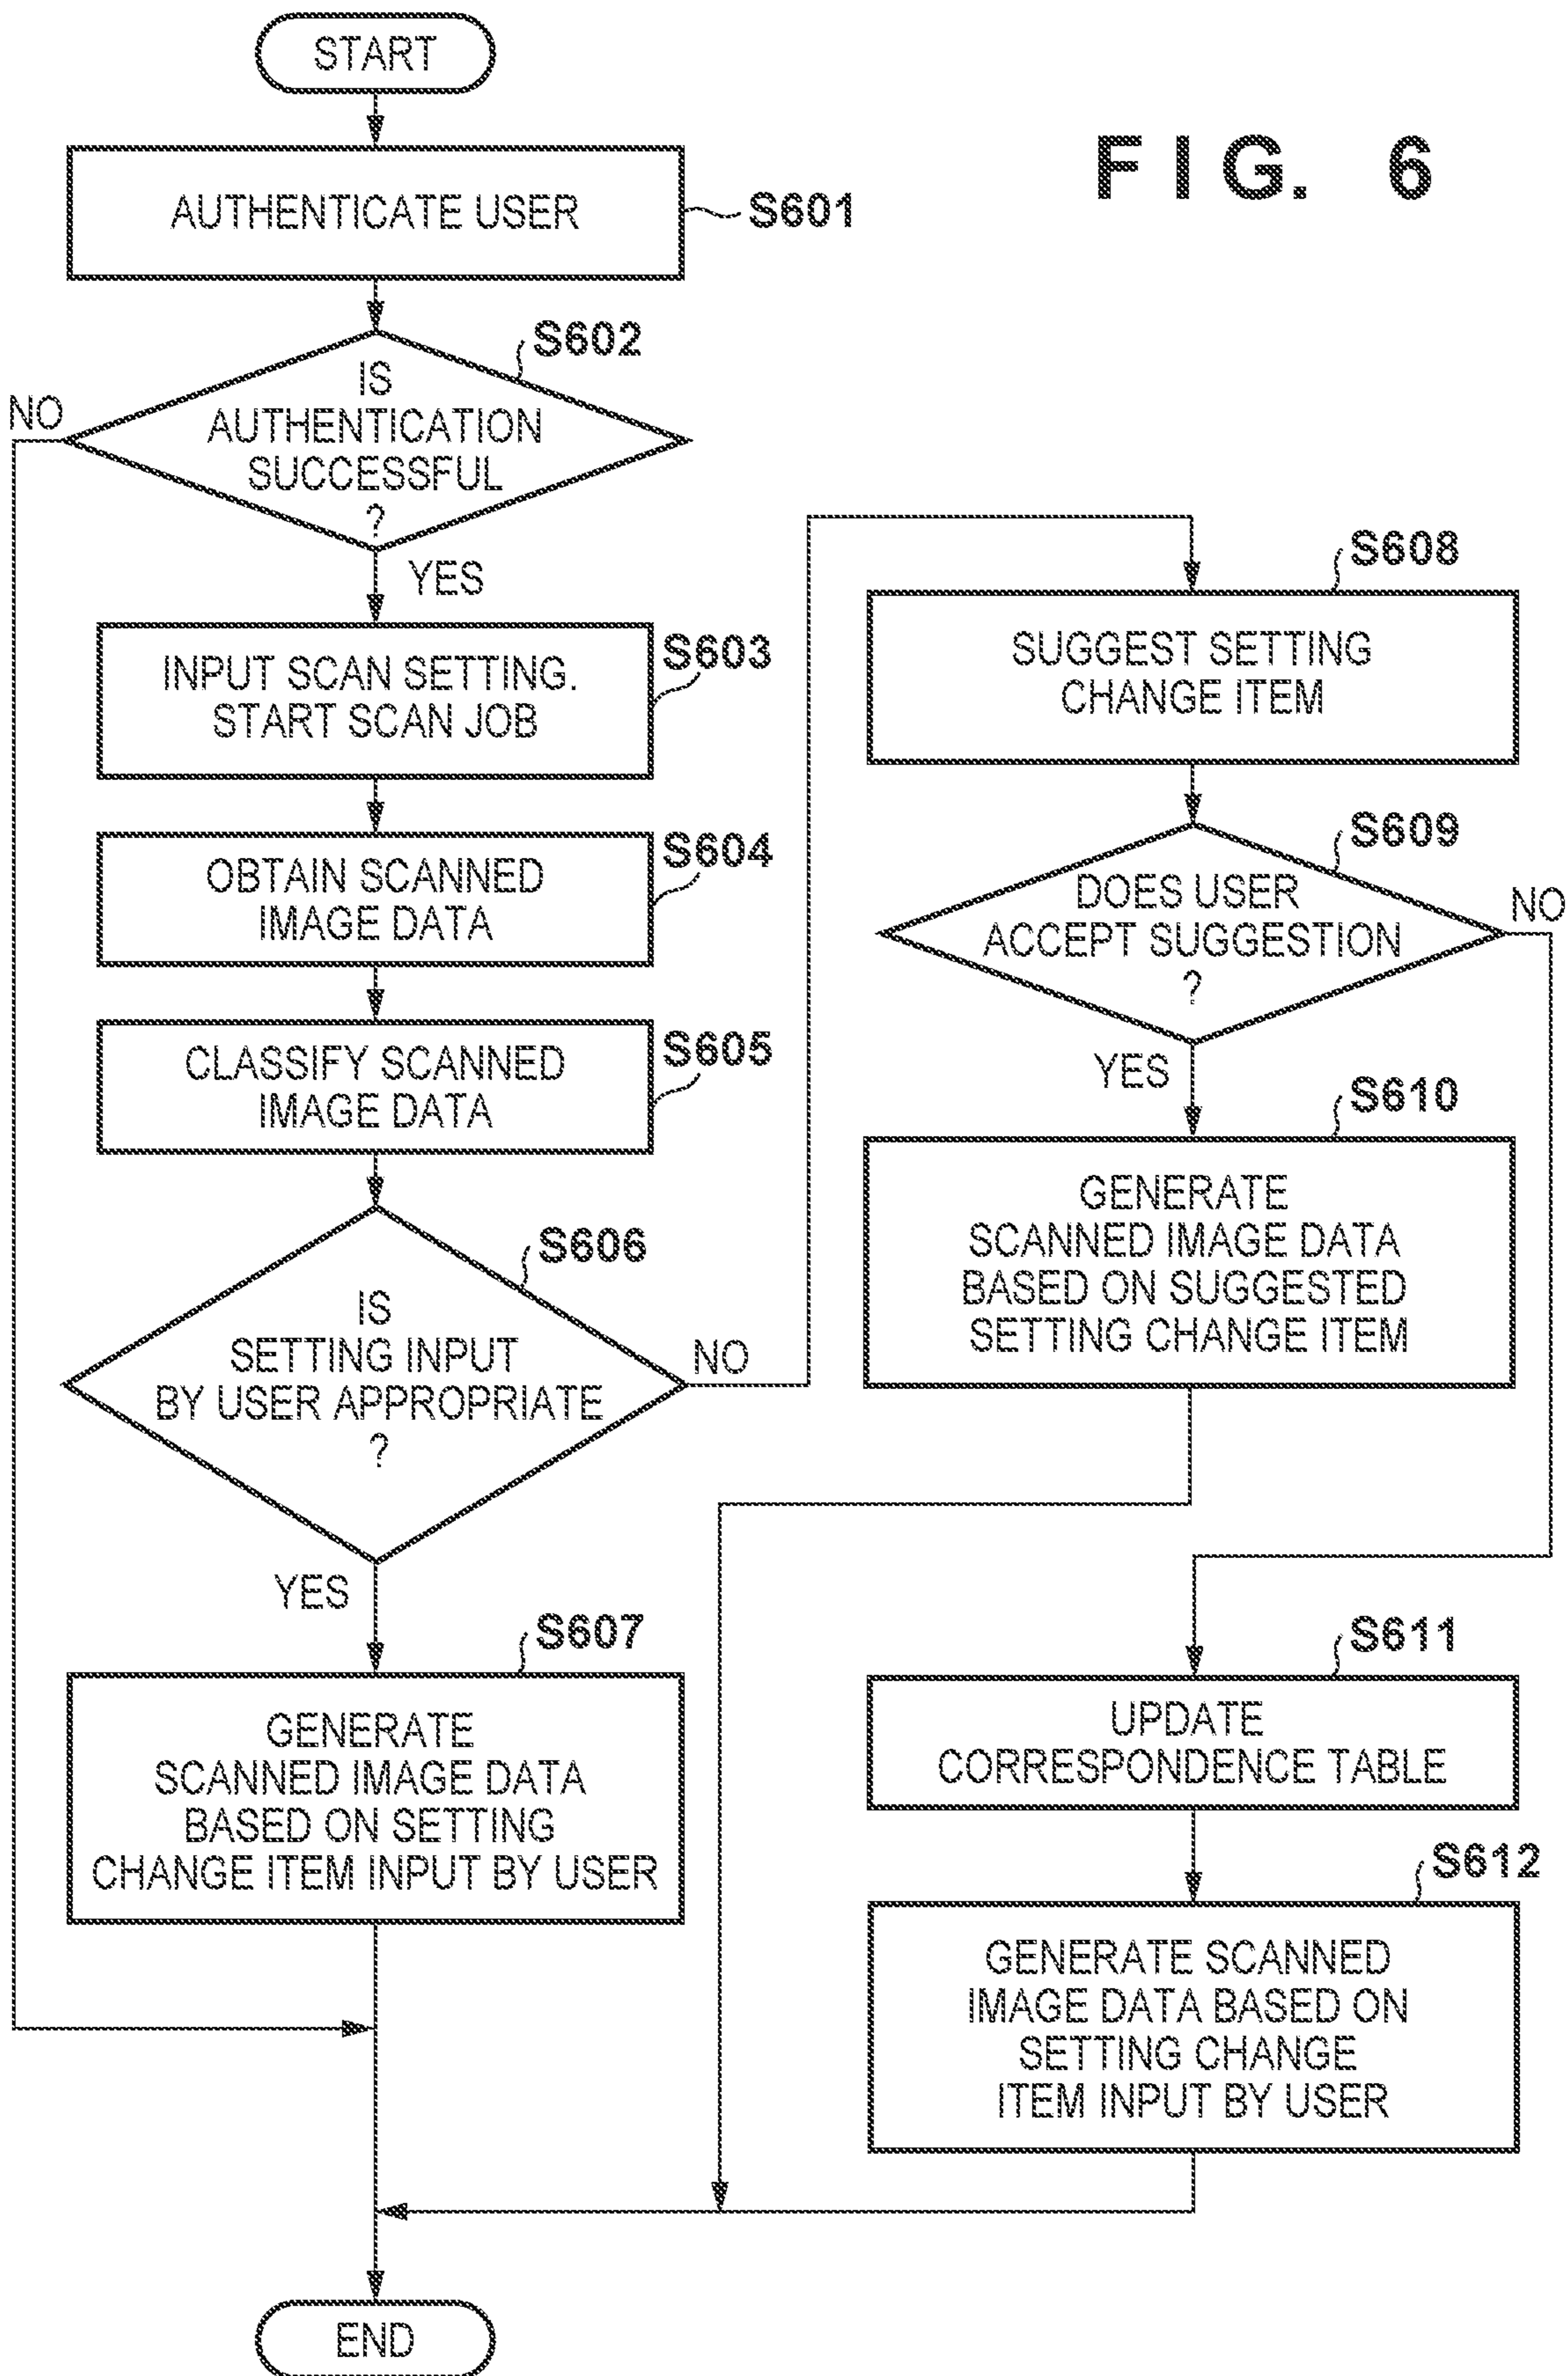 START
FIG. 6
AUTHENTICATE USER
S601
S602
IS
AUTHENTICATION
SUCCESSFUL
?
NO
YES
INPUT SCAN SETTING.
START SCAN JOB
S603
OBTAIN SCANNED
IMAGE DATA
S604
CLASSIFY SCANNED
IMAGE DATA
S605
S606
IS
SETTING INPUT
BY USER APPROPRIATE
?
NO
YES
S607
GENERATE
SCANNED IMAGE DATA
BASED ON SETTING
CHANGE ITEM INPUT BY USER
S608
SUGGEST SETTING
CHANGE ITEM
S609
DOES USER
ACCEPT SUGGESTION
?
NO
YES
S610
GENERATE
SCANNED IMAGE DATA
BASED ON SUGGESTED
SETTING CHANGE ITEM
S611
UPDATE
CORRESPONDENCE TABLE
S612
GENERATE SCANNED
IMAGE DATA BASED ON
SETTING CHANGE
ITEM INPUT BY USER
END